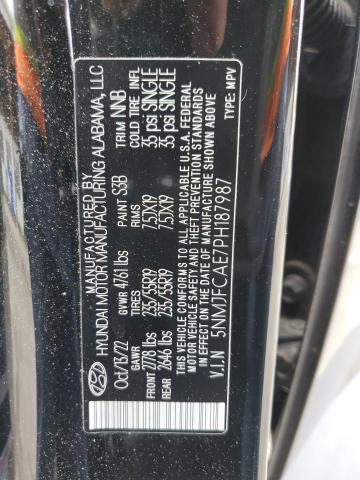 MANUFACTURED BY
HYUNDAI MOTOR MANUFACTURING ALABAMA, LLC
Oct/13/22 GVWR 4761 lbs PAINT S3B TRIM NNB
GAWR TIRES RIMS COLD TIRE INFL
FRONT 2778 lbs 235/55R19 7.5JX19 35 psi SINGLE
REAR 2646 lbs 235/55R19 7.5JX19 35 psi SINGLE
THIS VEHICLE CONFORMS TO ALL APPLICABLE U.S.A. FEDERAL
MOTOR VEHICLE SAFETY AND EMISSION STANDARDS
IN EFFECT ON THE DATE OF MANUFACTURE SHOWN ABOVE
V.I.N 5NMJFCAE7PH187987 TYPE: MPV